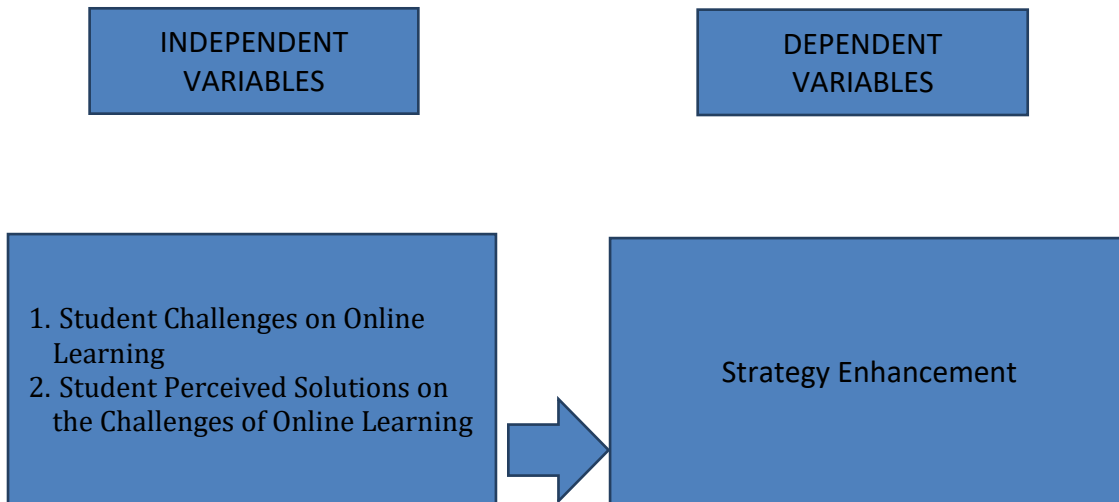 INDEPENDENT
VARIABLES
DEPENDENT
VARIABLES
1. Student Challenges on Online
Learning
2. Student Perceived Solutions on
the Challenges of Online Learning
Strategy Enhancement